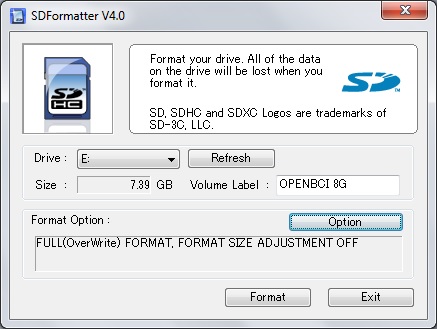 SDFormatter V4.0
SD
HC
Format your drive. All of the data
on the drive will be lost when you
format it.
SD
TM
SD, SDHC and SDXC Logos are trademarks of
SD-3C, LLC.
Drive : E: Refresh
Size : 7.39 GB Volume Label : OPENBCI 8G
Format Option : Option
FULL(OverWrite) FORMAT, FORMAT SIZE ADJUSTMENT OFF
Format Exit